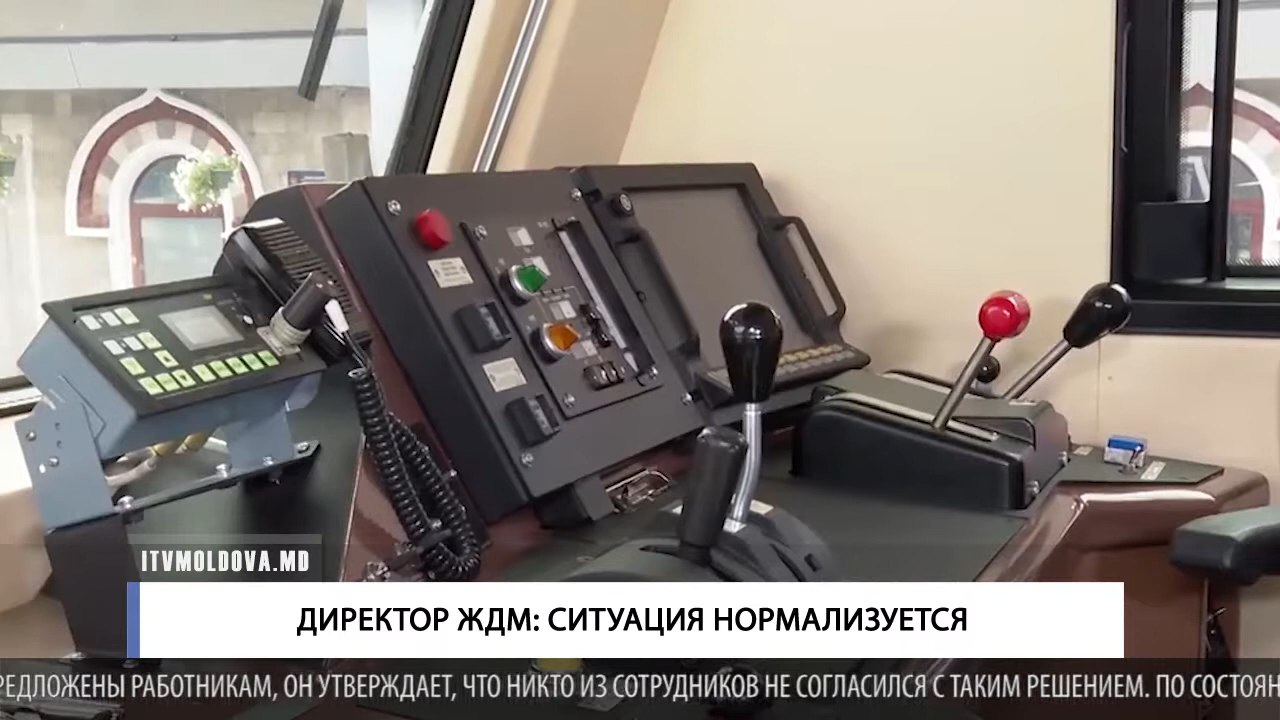 ITVMOLDOVA.MD
ДИРЕКТОР ЖДМ: СИТУАЦИЯ НОРМАЛИЗУЕТСЯ
РЕДЛОЖЕНЫ РАБОТНИКАМ, ОН УТВЕРЖДАЕТ, ЧТО НИКТО ИЗ СОТРУДНИКОВ НЕ СОГЛАСИЛСЯ С ТАКИМ РЕШЕНИЕМ. ПО СОСТОЯН